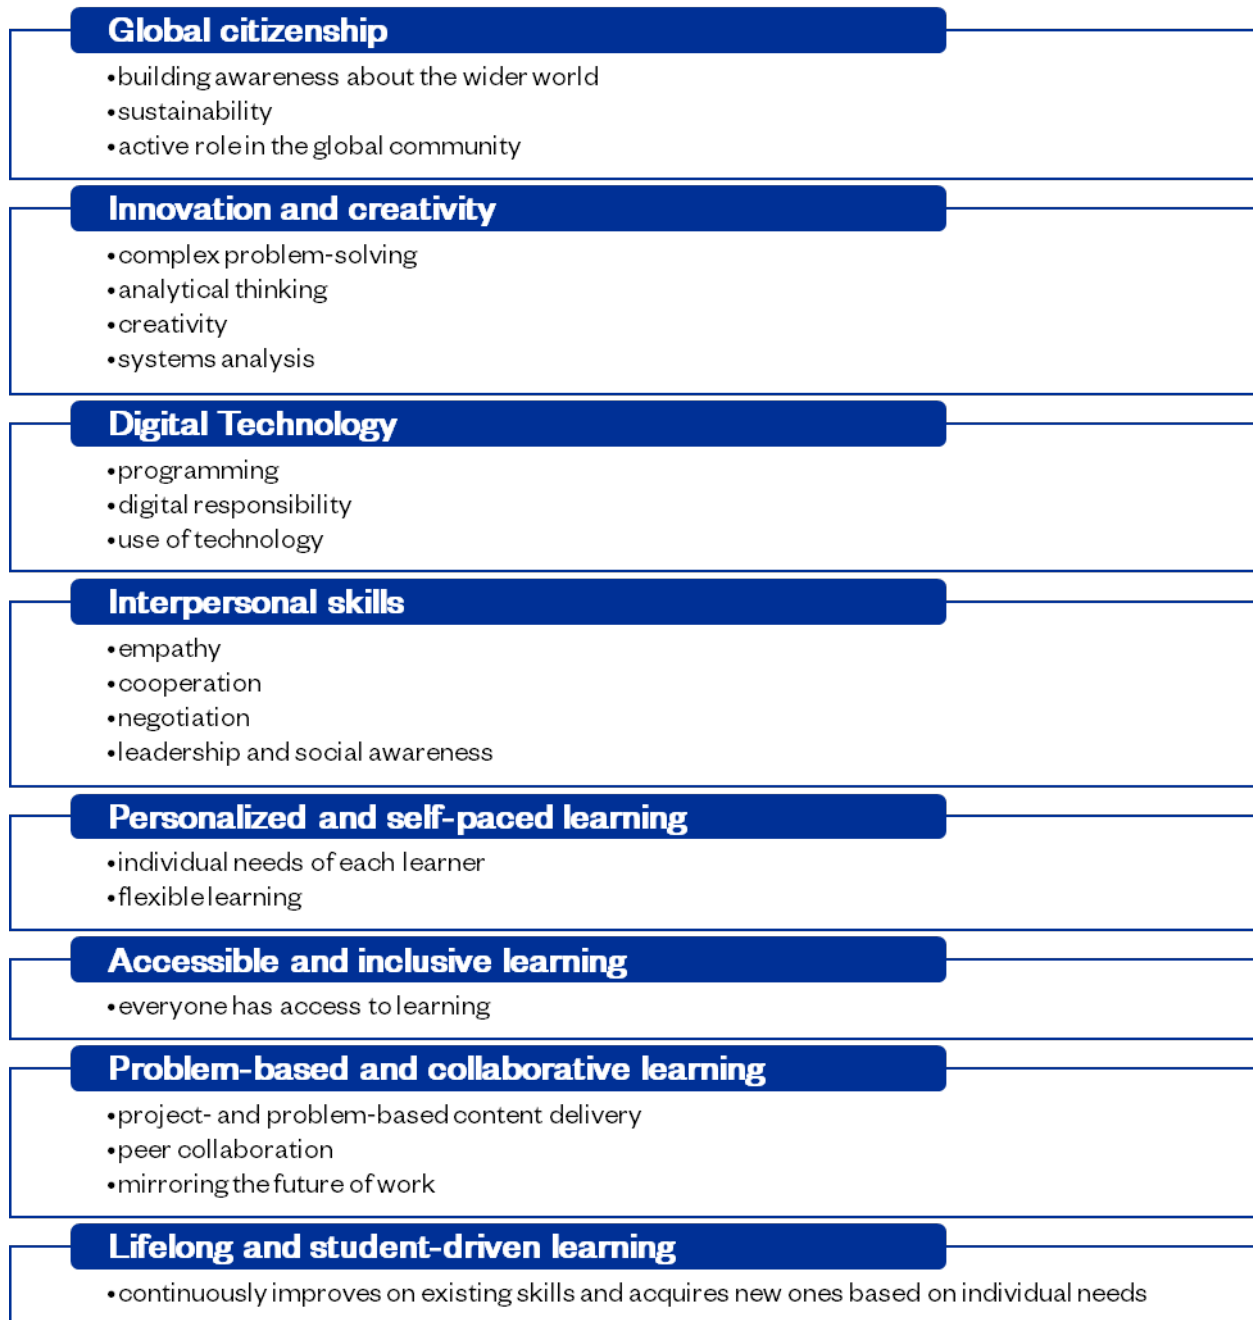 Global citizenship
•building awareness about the wider world
•sustainability
•active role in the global community
Innovation and creativity
•complex problem-solving
•analytical thinking
•creativity
•systems analysis
Digital Technology
•programming
•digital responsibility
•use of technology
Interpersonal skills
•empathy
•cooperation
•negotiation
•leadership and social awareness
Personalized and self-paced learning
•individual needs of each learner
•flexible learning
Accessible and inclusive learning
•everyone has access to learning
Problem-based and collaborative learning
•project- and problem-based content delivery
•peer collaboration
•mirroring the future of work
Lifelong and student-driven learning
•continuously improves on existing skills and acquires new ones based on individual needs